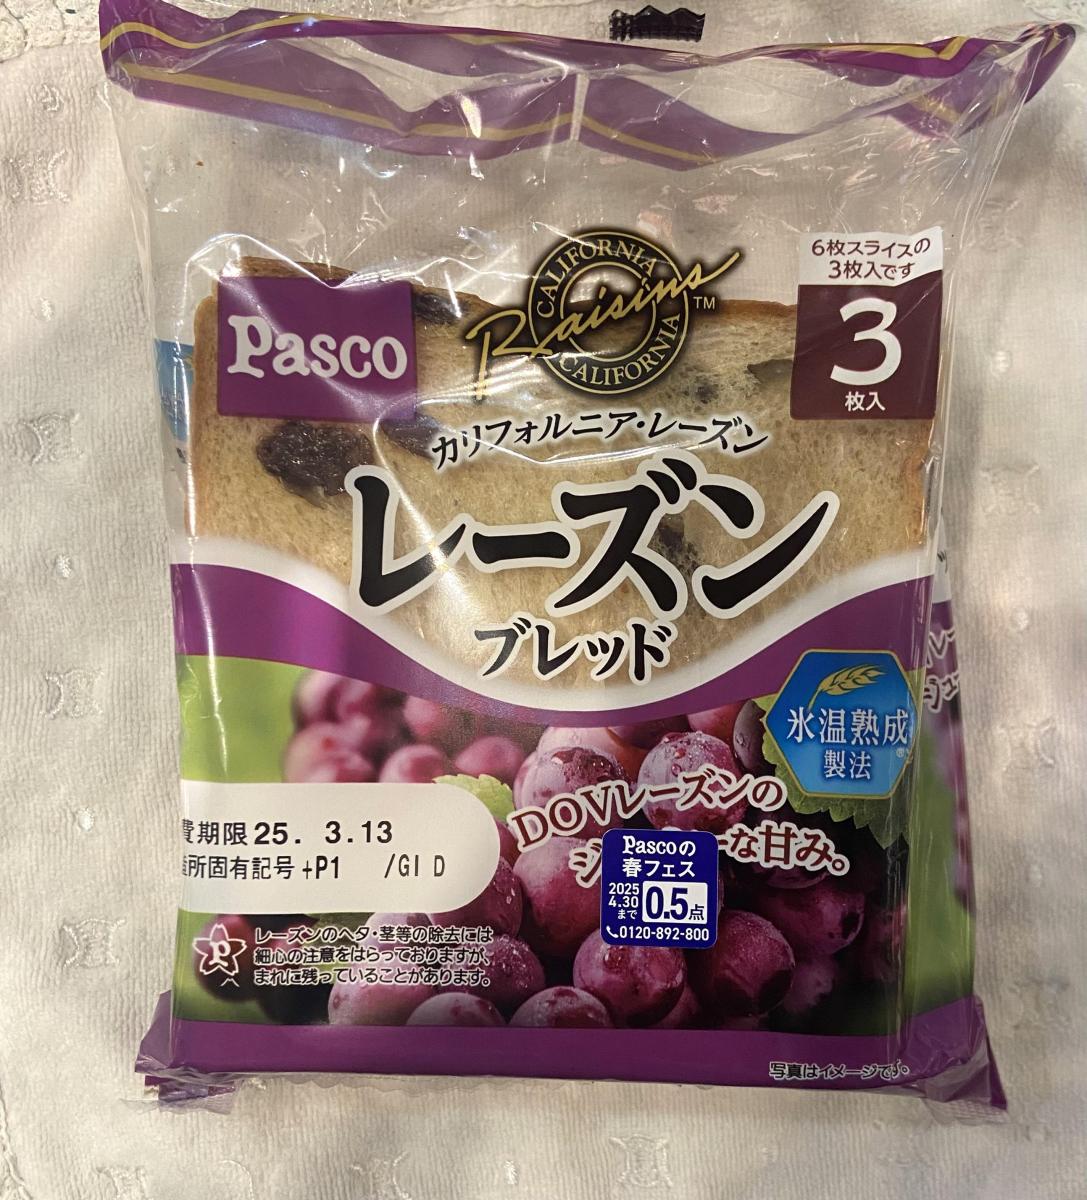 6枚スライスの
3枚入です
3
枚入
Pasco
CALIFORNIA
Raisins™
CALIFORNIA
カリフォルニア・レーズン
レーズン
ブレッド
氷温熟成®
製法
DOVレーズンの
な甘み。
費期限25. 3.13
所固有記号+P1 /GI D
Pascoの
春フェス
2025
4.30
まで
0.5点
0120-892-800
P
レーズンのヘタ・茎等の除去には
細心の注意をはらっておりますが、
まれに残っていることがあります。
写真はイメージです。